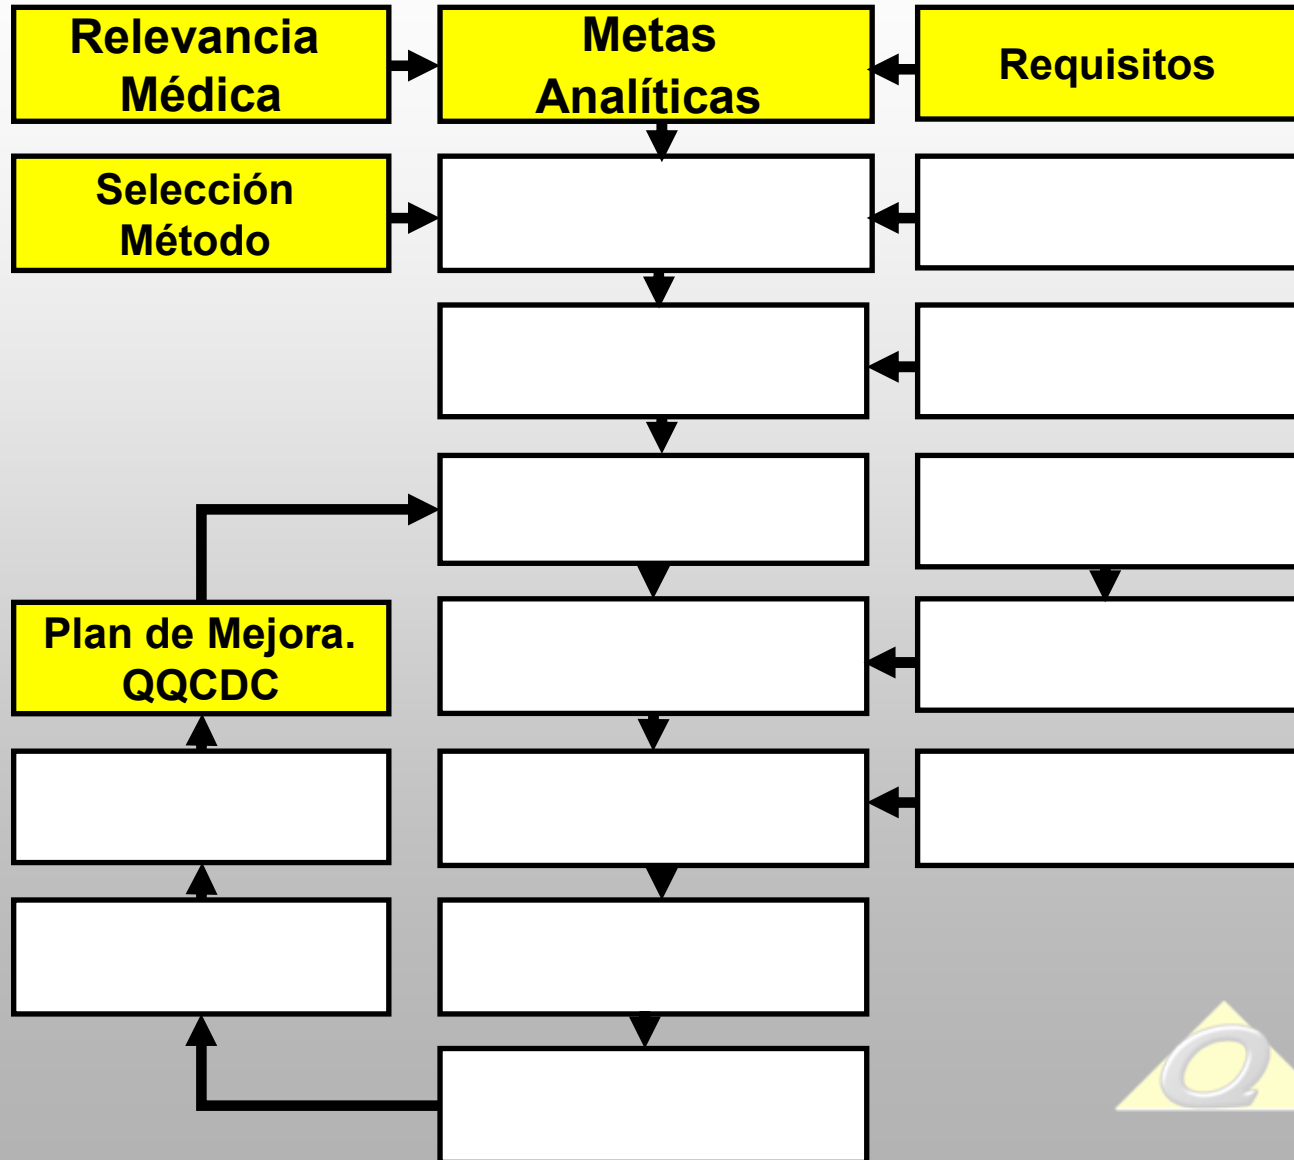 Relevancia
Médica
Metas
Analíticas
Requisitos
Selección
Método
Plan de Mejora.
QQCDC
Q